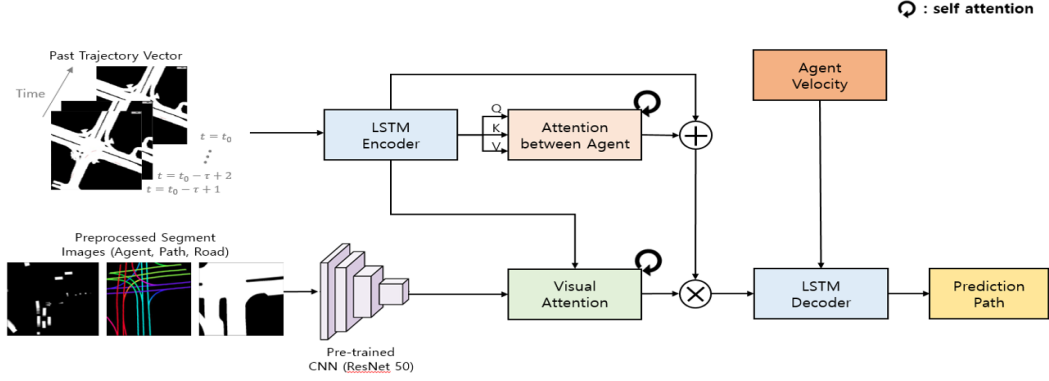 : self attention
Past Trajectory Vector
Time
t = t₀
t = t₀ − τ + 2
t = t₀ − τ + 1
LSTM
Encoder
Q
K
V
Attention
between Agent
Agent
Velocity
Preprocessed Segment
Images (Agent, Path, Road)
Pre-trained
CNN (ResNet 50)
Visual
Attention
LSTM
Decoder
Prediction
Path